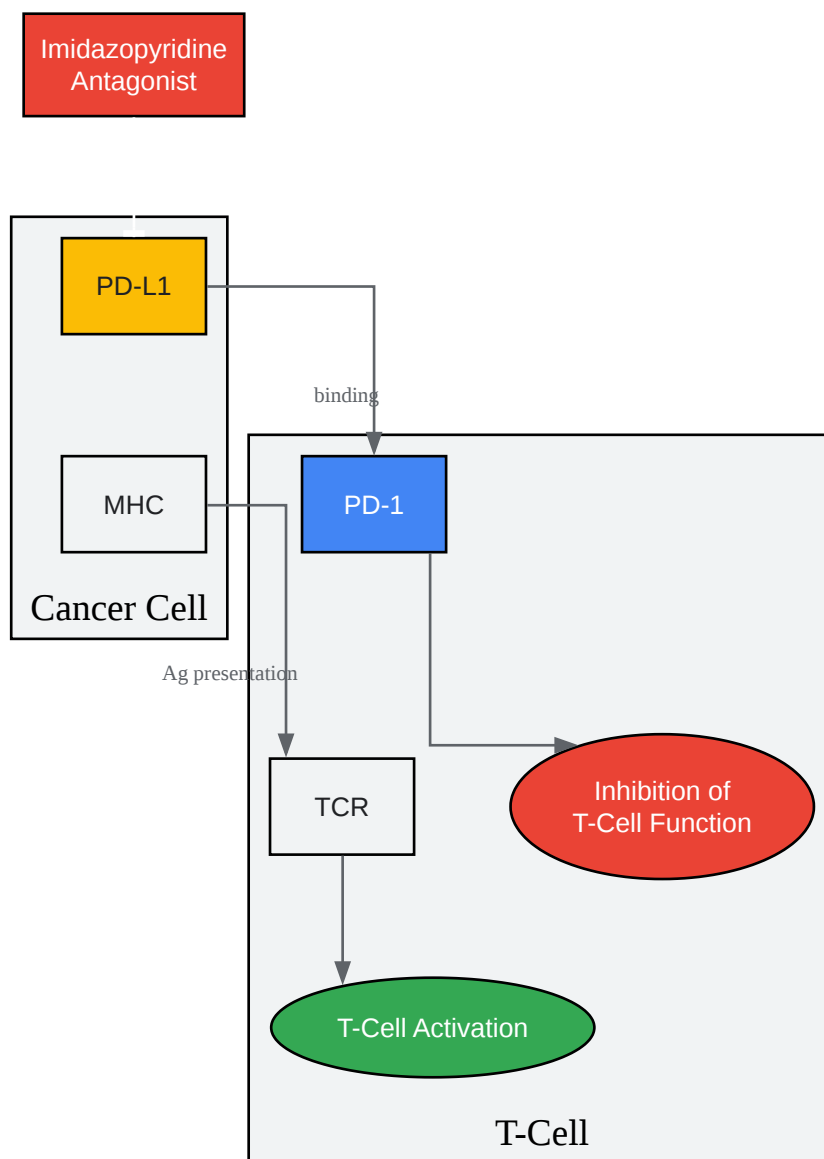 Imidazopyridine
Antagonist
PD-L1
binding
MHC
PD-1
Cancer Cell
Ag presentation
TCR
Inhibition of
T-Cell Function
T-Cell Activation
T-Cell